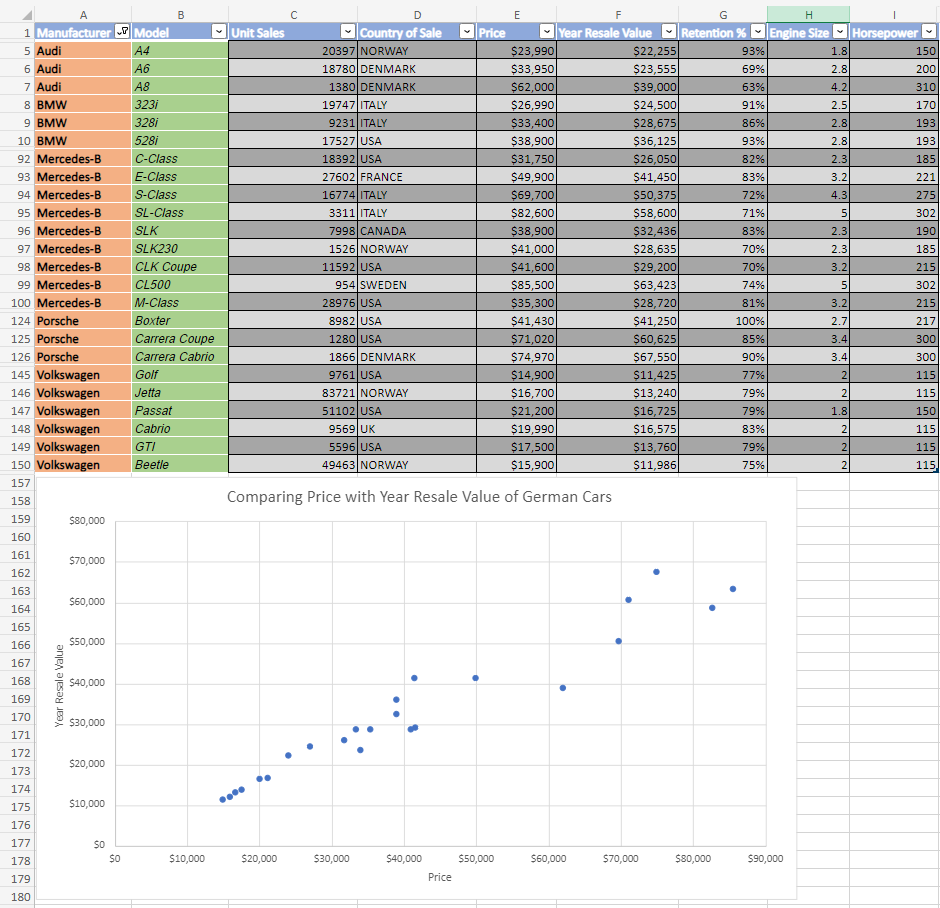 A B C D E F G H I
1 Manufacturer Model Unit Sales Country of Sale Price Year Resale Value Retention % Engine Size Horsepower
5 Audi A4 20397 NORWAY $23,990 $22,255 93% 1.8 150
6 Audi A6 18780 DENMARK $33,950 $23,555 69% 2.8 200
7 Audi A8 1380 DENMARK $62,000 $39,000 63% 4.2 310
8 BMW 323i 19747 ITALY $26,990 $24,500 91% 2.5 170
9 BMW 328i 9231 ITALY $33,400 $28,675 86% 2.8 193
10 BMW 528i 17527 USA $38,900 $36,125 93% 2.8 193
92 Mercedes-B C-Class 18392 USA $31,750 $26,050 82% 2.3 185
93 Mercedes-B E-Class 27602 FRANCE $49,900 $41,450 83% 3.2 221
94 Mercedes-B S-Class 16774 ITALY $69,700 $50,375 72% 4.3 275
95 Mercedes-B SL-Class 3311 ITALY $82,600 $58,600 71% 5 302
96 Mercedes-B SLK 7998 CANADA $38,900 $32,436 83% 2.3 190
97 Mercedes-B SLK230 1526 NORWAY $41,000 $28,635 70% 2.3 185
98 Mercedes-B CLK Coupe 11592 USA $41,600 $29,200 70% 3.2 215
99 Mercedes-B CL500 954 SWEDEN $85,500 $63,423 74% 5 302
100 Mercedes-B M-Class 28976 USA $35,300 $28,720 81% 3.2 215
124 Porsche Boxter 8982 USA $41,430 $41,250 100% 2.7 217
125 Porsche Carrera Coupe 1280 USA $71,020 $60,625 85% 3.4 300
126 Porsche Carrera Cabrio 1866 DENMARK $74,970 $67,550 90% 3.4 300
145 Volkswagen Golf 9761 USA $14,900 $11,425 77% 2 115
146 Volkswagen Jetta 83721 NORWAY $16,700 $13,240 79% 2 115
147 Volkswagen Passat 51102 USA $21,200 $16,725 79% 1.8 150
148 Volkswagen Cabrio 9569 UK $19,990 $16,575 83% 2 115
149 Volkswagen GTI 5596 USA $17,500 $13,760 79% 2 115
150 Volkswagen Beetle 49463 NORWAY $15,900 $11,986 75% 2 115
157
158
159
160
161
162
163
164
165
166
167
168
169
170
171
172
173
174
175
176
177
178
179
180
Comparing Price with Year Resale Value of German Cars
$80,000
$70,000
$60,000
$50,000
$40,000
$30,000
$20,000
$10,000
$0
Year Resale Value
$0 $10,000 $20,000 $30,000 $40,000 $50,000 $60,000 $70,000 $80,000 $90,000
Price